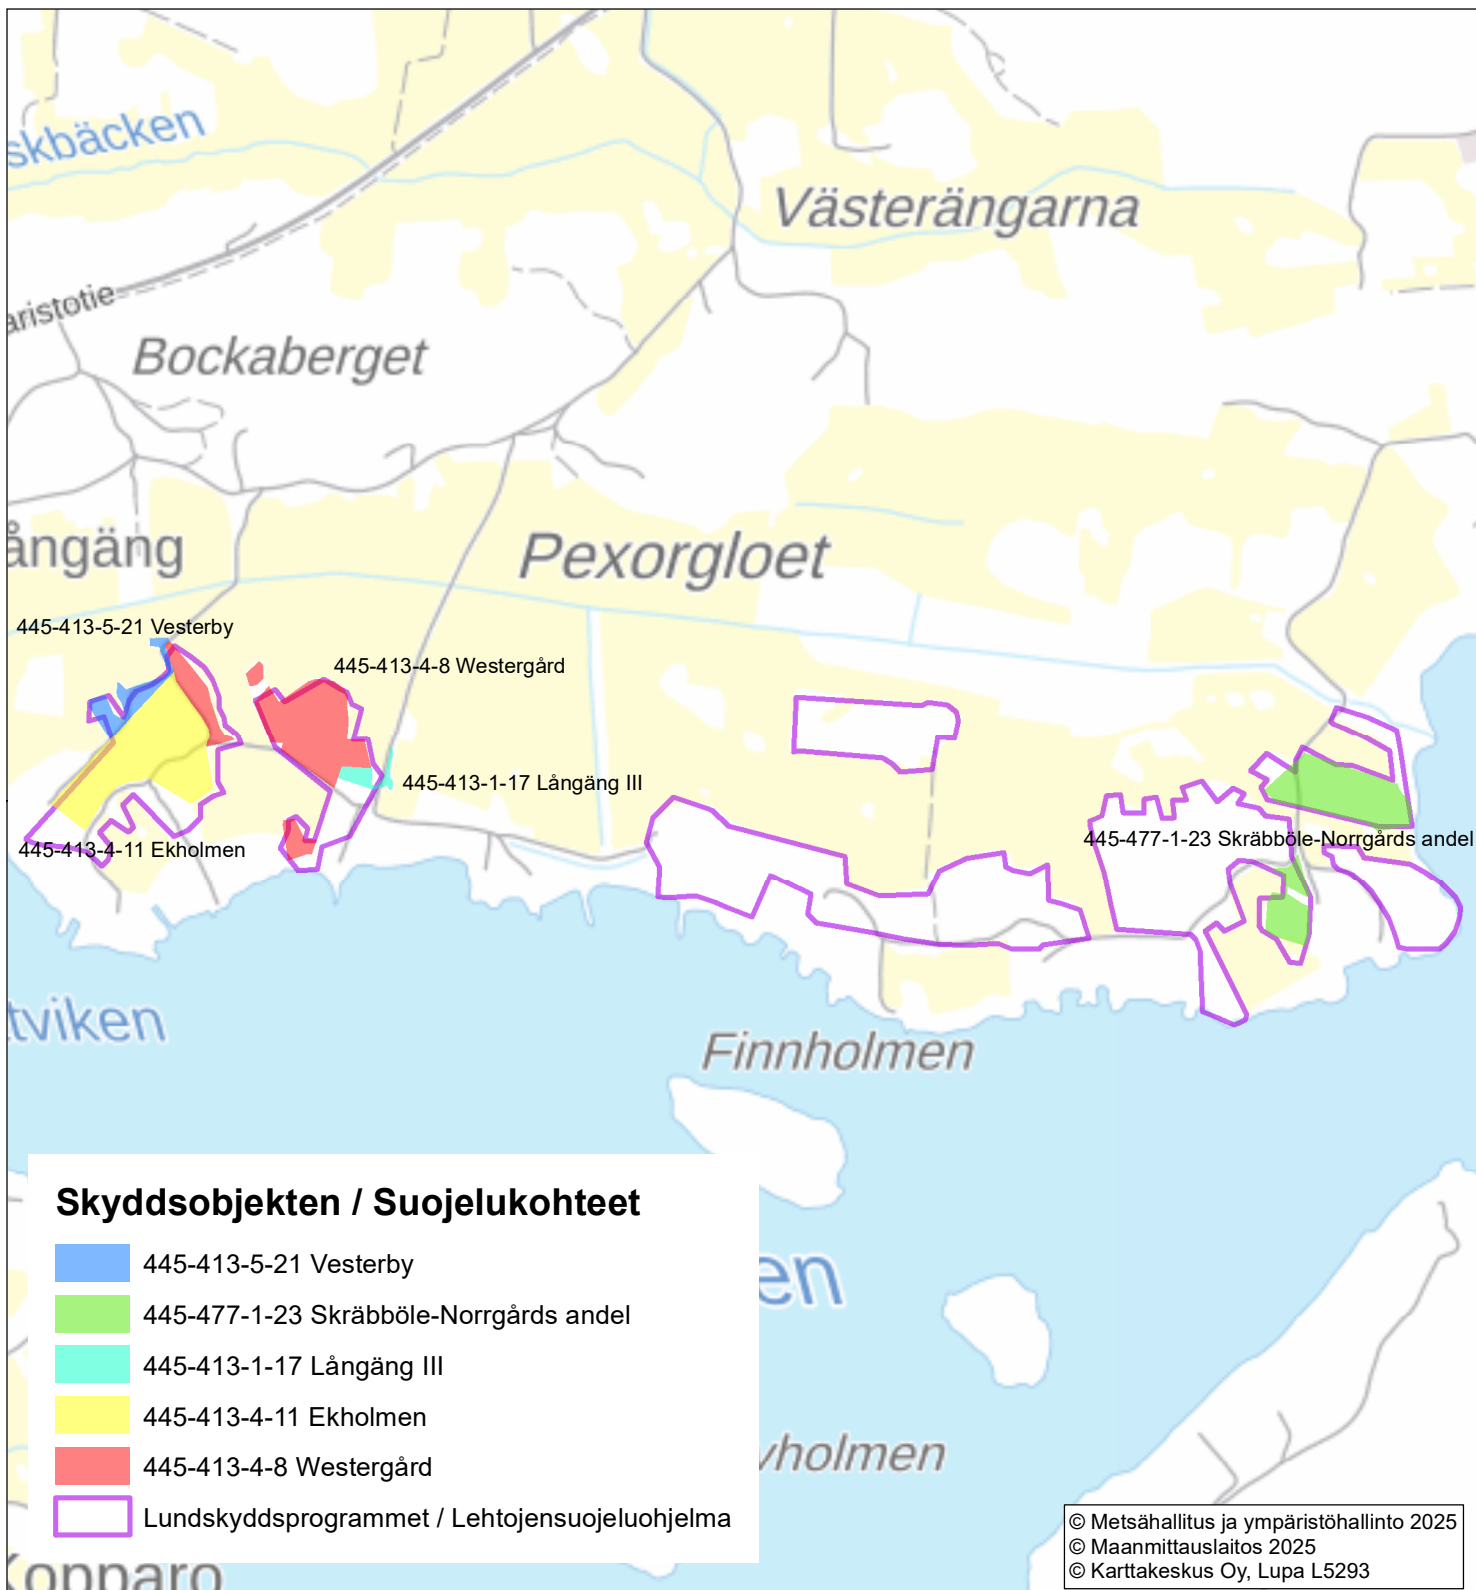 skbäcken
Västerängarna
aristotie
Bockaberget
ångäng
Pexorgloet
445-413-5-21 Vesterby
445-413-4-8 Westergård
445-413-1-17 Långäng III
445-477-1-23 Skräbböle-Norrgårds andel
445-413-4-11 Ekholmen
tviken
Finnholmen
Skyddsobjekten / Suojelukohteet
445-413-5-21 Vesterby
445-477-1-23 Skräbböle-Norrgårds andel
445-413-1-17 Långäng III
445-413-4-11 Ekholmen
445-413-4-8 Westergård
Lundskyddsprogrammet / Lehtojensuojeluohjelma
en
holmen
© Metsähallitus ja ympäristöhallinto 2025
© Maanmittauslaitos 2025
© Karttakeskus Oy, Lupa L5293
Kopparö